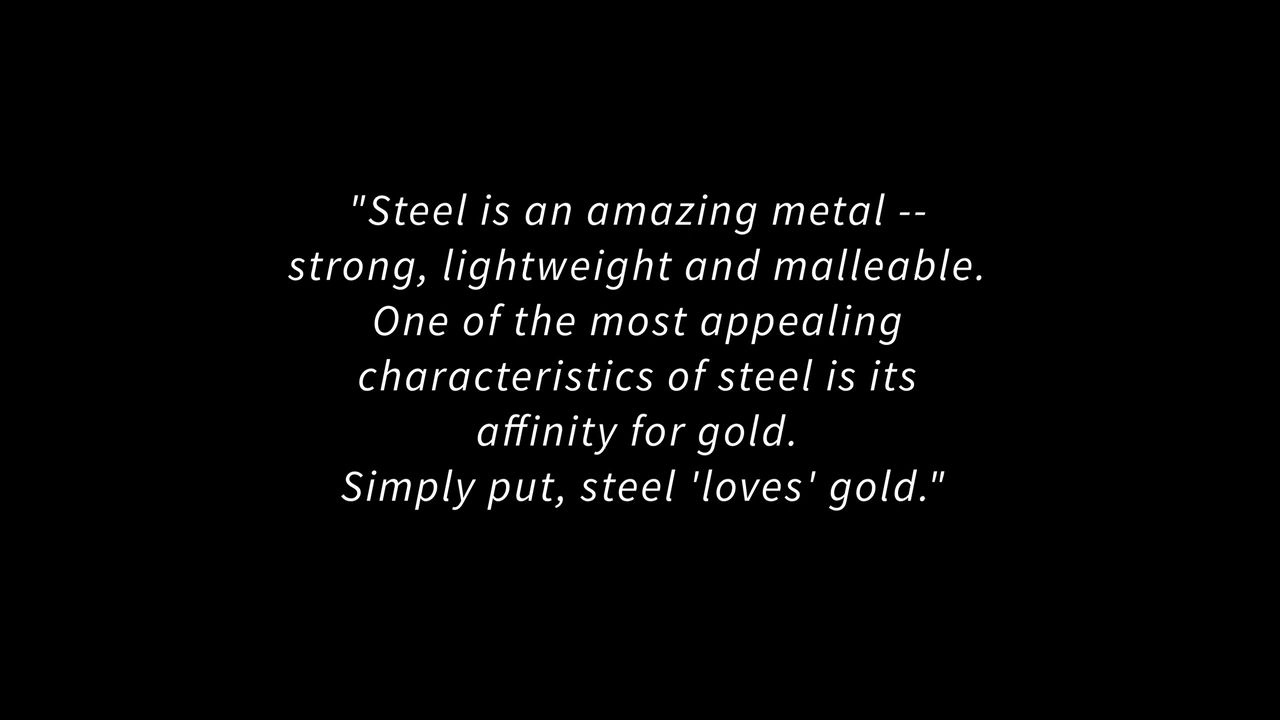 "Steel is an amazing metal --
strong, lightweight and malleable.
One of the most appealing
characteristics of steel is its
affinity for gold.
Simply put, steel 'loves' gold."